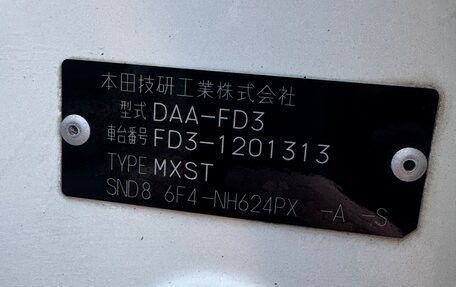 本田技研工業株式会社
型式 DAA-FD3
車台番号 FD3-1201313
TYPE MXST
SND8 6F4-NH624PX -A -S